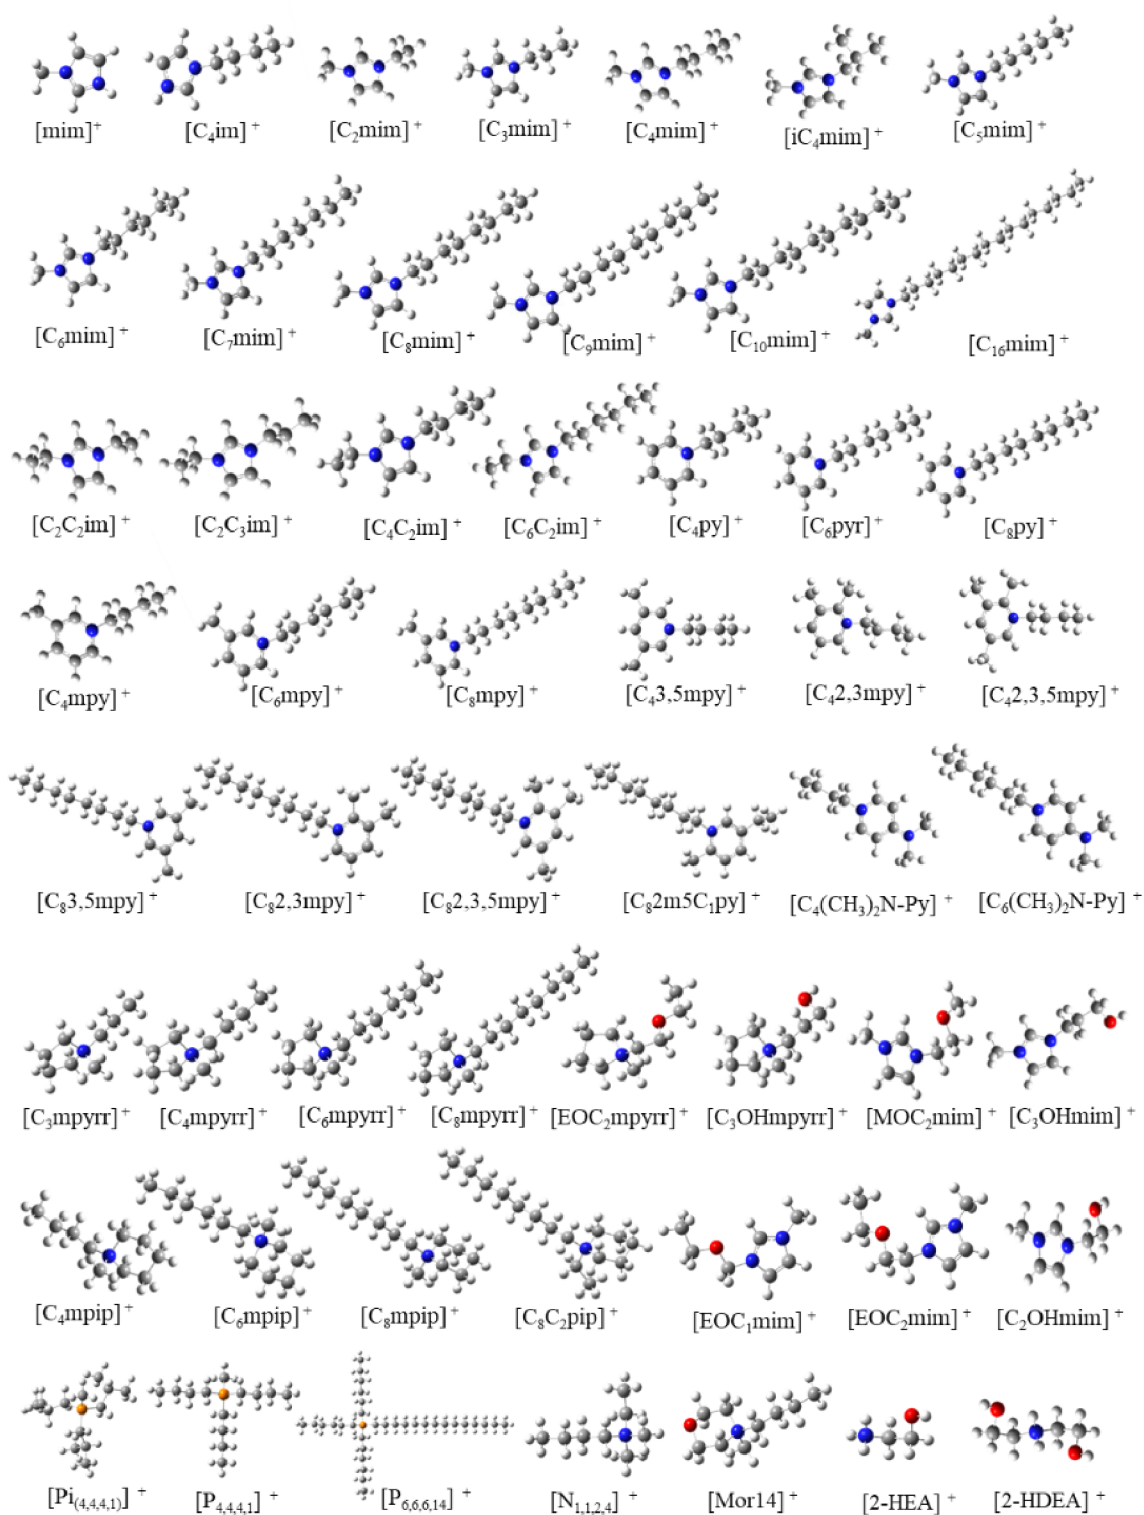 [mim]⁺ [C₄im]⁺ [C₂mim]⁺ [C₃mim]⁺ [C₄mim]⁺ [iC₄mim]⁺ [C₅mim]⁺
[C₆mim]⁺ [C₇mim]⁺ [C₈mim]⁺ [C₉mim]⁺ [C₁₀mim]⁺ [C₁₆mim]⁺
[C₂C₂im]⁺ [C₂C₃im]⁺ [C₄C₂im]⁺ [C₆C₂im]⁺ [C₄py]⁺ [C₆pyr]⁺ [C₈py]⁺
[C₄mpy]⁺ [C₆mpy]⁺ [C₈mpy]⁺ [C₄3,5mpy]⁺ [C₄2,3mpy]⁺ [C₄2,3,5mpy]⁺
[C₈3,5mpy]⁺ [C₈2,3mpy]⁺ [C₈2,3,5mpy]⁺ [C₈2m5C₁py]⁺ [C₄(CH₃)₂N-Py]⁺ [C₆(CH₃)₂N-Py]⁺
[C₃mpyrr]⁺ [C₄mpyrr]⁺ [C₆mpyrr]⁺ [C₈mpyrr]⁺ [EOC₂mpyrr]⁺ [C₃OHmpyrr]⁺ [MOC₂mim]⁺ [C₃OHmim]⁺
[C₄mpip]⁺ [C₆mpip]⁺ [C₈mpip]⁺ [C₈C₂pip]⁺ [EOC₁mim]⁺ [EOC₂mim]⁺ [C₂OHmim]⁺
[Pi₍₄,₄,₄,₁₎]⁺ [P₄,₄,₄,₁]⁺ [P₆,₆,₆,₁₄]⁺ [N₁,₁,₂,₄]⁺ [Mor14]⁺ [2-HEA]⁺ [2-HDEA]⁺